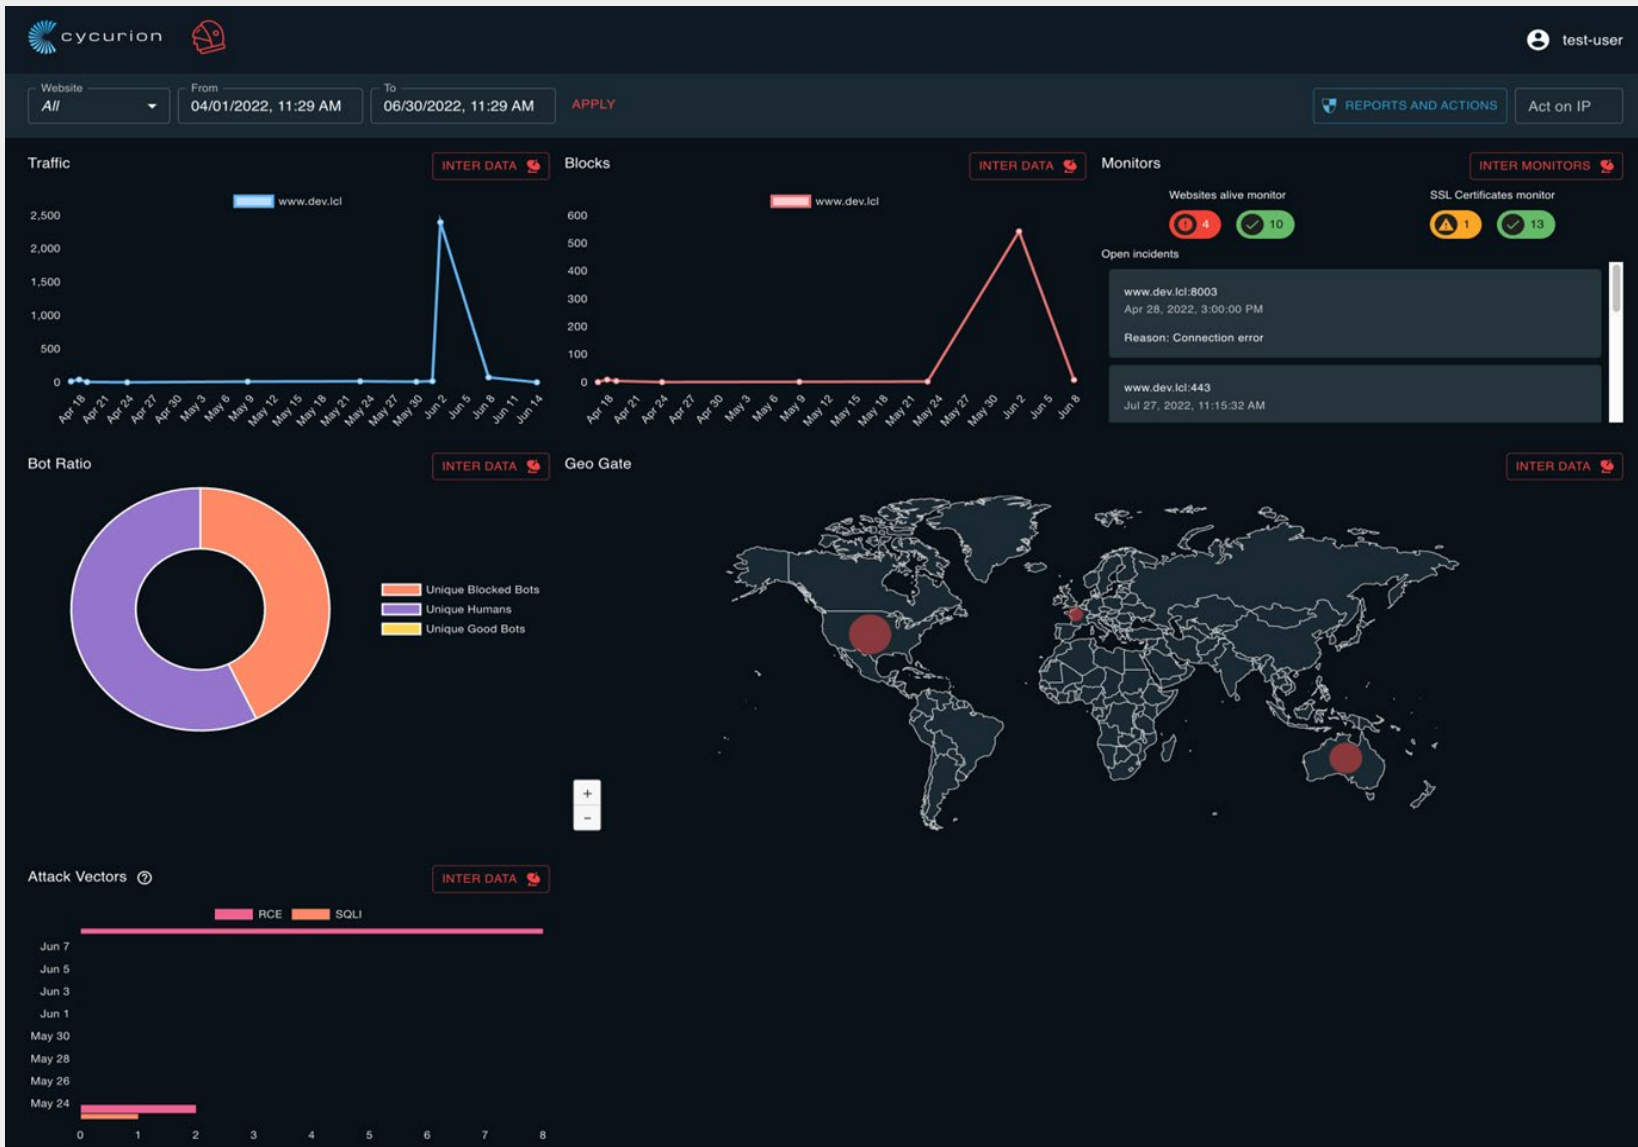 cycurion
test-user
Website
All
From
04/01/2022, 11:29 AM
To
06/30/2022, 11:29 AM
APPLY
REPORTS AND ACTIONS
Act on IP
Traffic
INTER DATA
www.dev.lcl
2,500
2,000
1,500
1,000
500
0
Apr 18 Apr 21 Apr 24 Apr 27 Apr 30 May 3 May 6 May 9 May 12 May 15 May 18 May 21 May 24 May 27 May 30 Jun 2 Jun 5 Jun 8 Jun 11 Jun 14
Blocks
INTER DATA
www.dev.lcl
600
500
400
300
200
100
0
Apr 18 Apr 21 Apr 24 Apr 27 Apr 30 May 3 May 6 May 9 May 12 May 15 May 18 May 21 May 24 May 27 May 30 Jun 2 Jun 5 Jun 8
Monitors
INTER MONITORS
Websites alive monitor
4
10
SSL Certificates monitor
1
13
Open incidents
www.dev.lcl:8003
Apr 28, 2022, 3:00:00 PM
Reason: Connection error
www.dev.lcl:443
Jul 27, 2022, 11:15:32 AM
Bot Ratio
INTER DATA
Unique Blocked Bots
Unique Humans
Unique Good Bots
Geo Gate
INTER DATA
+
−
Attack Vectors ?
INTER DATA
RCE SQLI
Jun 7
Jun 5
Jun 3
Jun 1
May 30
May 28
May 26
May 24
0 1 2 3 4 5 6 7 8